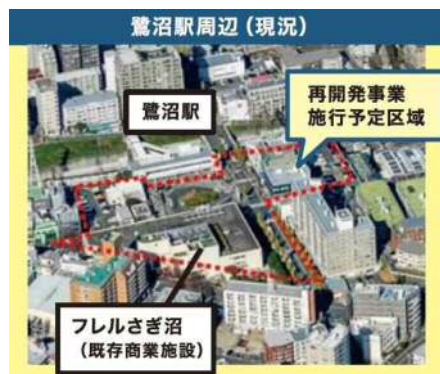 鷺沼駅周辺（現況）
鷺沼駅
再開発事業
施行予定区域
フレルさぎ沼
（既存商業施設）